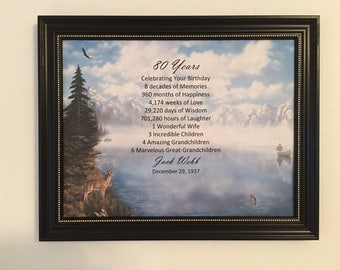 80 Years
Celebrating Your Birthday
8 decades of Memories
960 months of Happiness
4,174 weeks of Love
29,220 days of Wisdom
701,280 hours of Laughter
1 Wonderful Wife
3 Incredible Children
4 Amazing Grandchildren
6 Marvelous Great-Grandchildren
Jack Webb
December 29, 1937